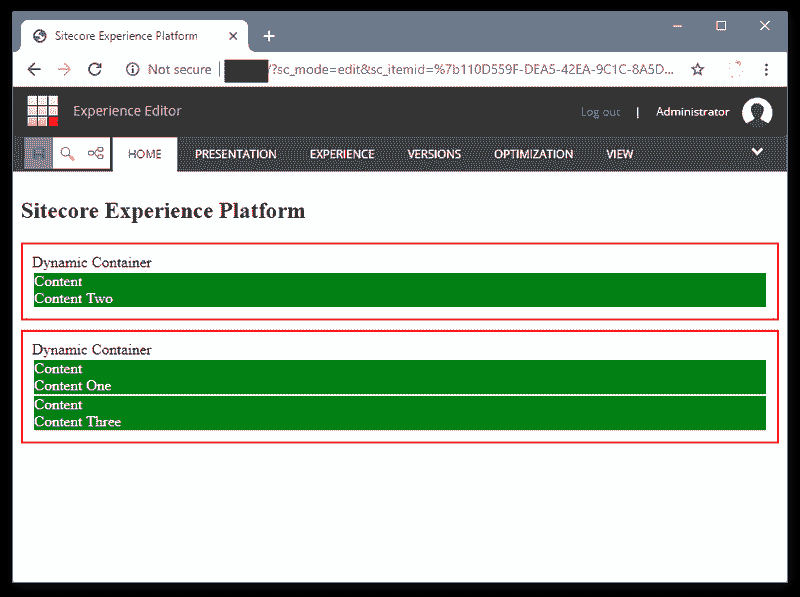 Sitecore Experience Platform
Not secure /?sc_mode=edit&sc_itemid=%7b110D559F-DEA5-42EA-9C1C-8A5D...
Experience Editor Log out | Administrator
HOME PRESENTATION EXPERIENCE VERSIONS OPTIMIZATION VIEW
Sitecore Experience Platform
Dynamic Container
Content
Content Two
Dynamic Container
Content
Content One
Content
Content Three